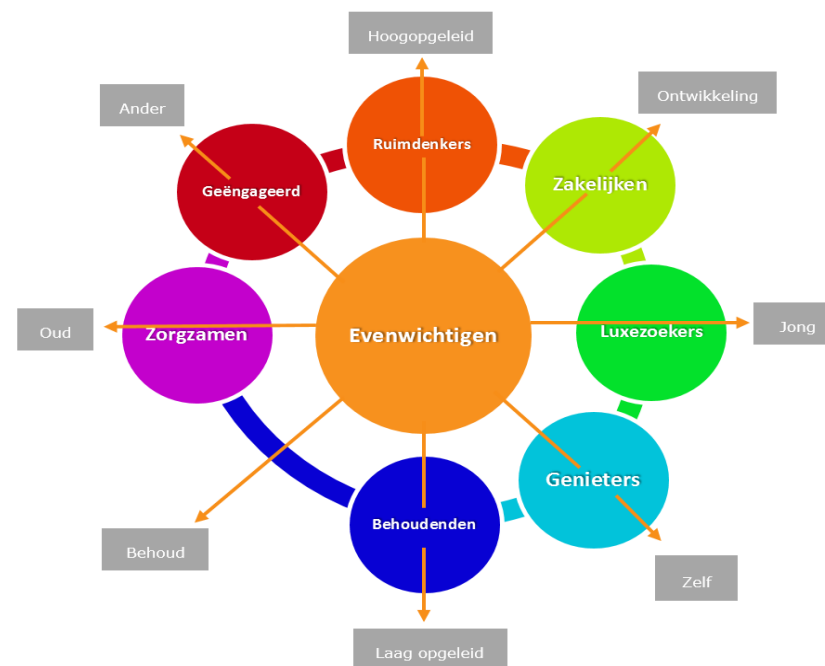 Hoogopgeleid
Ontwikkeling
Ander
Ruimdenkers
Zakelijken
Geëngageerd
Oud
Zorgzamen
Evenwichtigen
Luxezoekers
Jong
Genieters
Behoudenden
Behoud
Zelf
Laag opgeleid